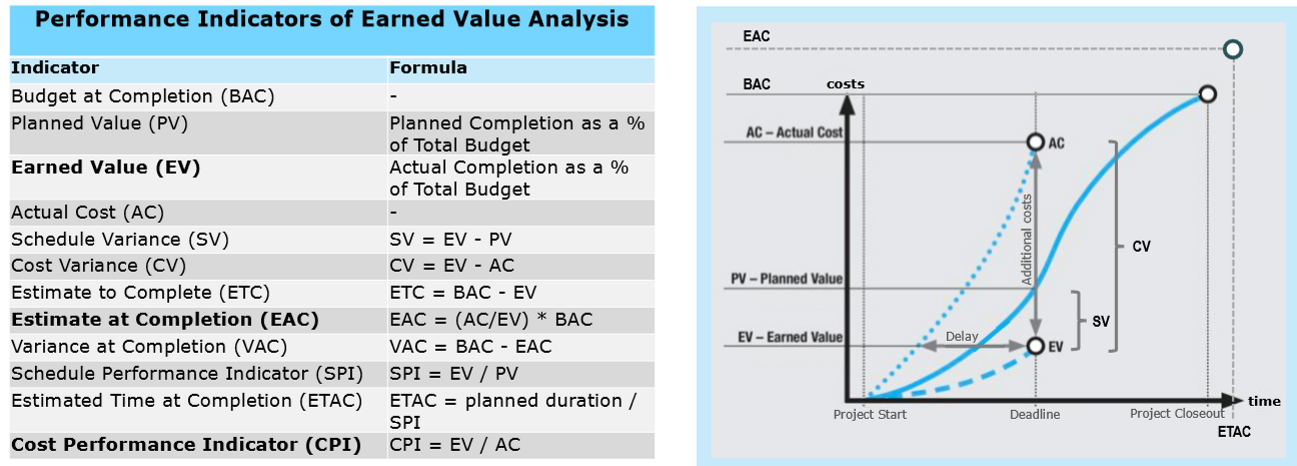 Performance Indicators of Earned Value Analysis
Indicator Formula
Budget at Completion (BAC) -
Planned Value (PV) Planned Completion as a %
of Total Budget
Earned Value (EV) Actual Completion as a %
of Total Budget
Actual Cost (AC) -
Schedule Variance (SV) SV = EV - PV
Cost Variance (CV) CV = EV - AC
Estimate to Complete (ETC) ETC = BAC - EV
Estimate at Completion (EAC) EAC = (AC/EV) * BAC
Variance at Completion (VAC) VAC = BAC - EAC
Schedule Performance Indicator (SPI) SPI = EV / PV
Estimated Time at Completion (ETAC) ETAC = planned duration /
SPI
Cost Performance Indicator (CPI) CPI = EV / AC
EAC
BAC
costs
AC – Actual Cost
AC
Additional costs
CV
PV – Planned Value
SV
EV – Earned Value
Delay
EV
time
Project Start
Deadline
Project Closeout
ETAC